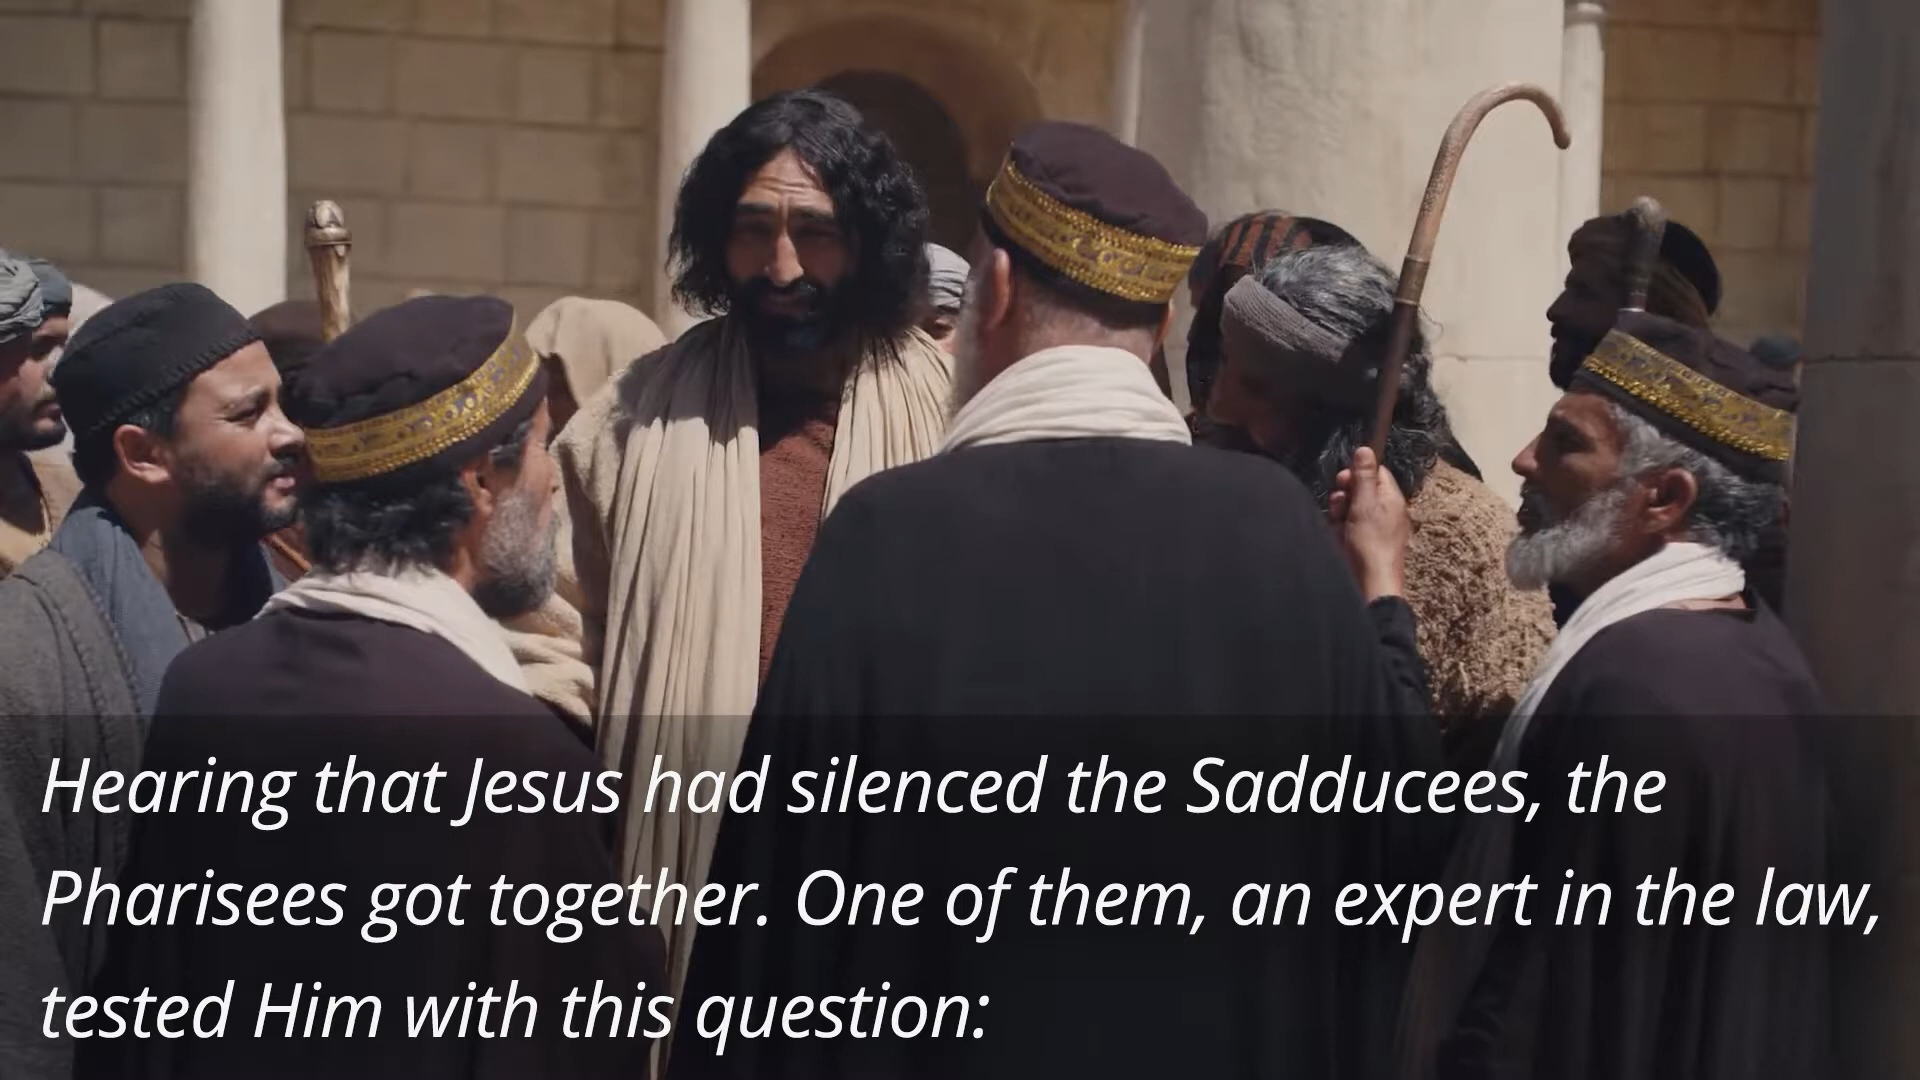 Hearing that Jesus had silenced the Sadducees, the
Pharisees got together. One of them, an expert in the law,
tested Him with this question: